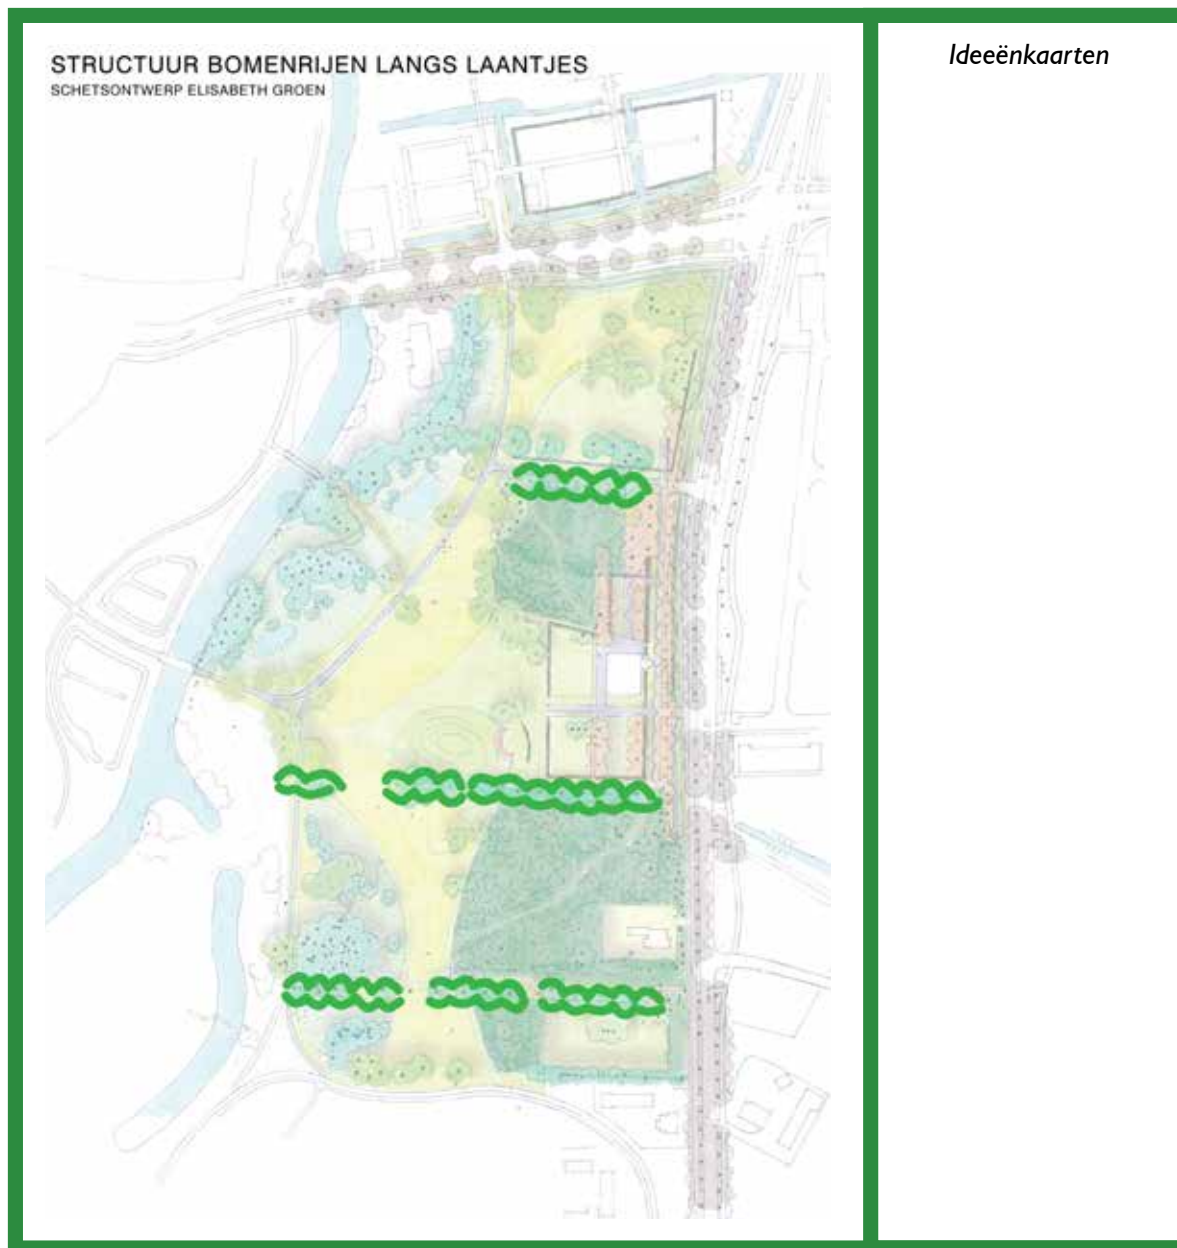 STRUCTUUR BOMENRIJEN LANGS LAANTJES
SCHETSONTWERP ELISABETH GROEN
Ideeënkaarten